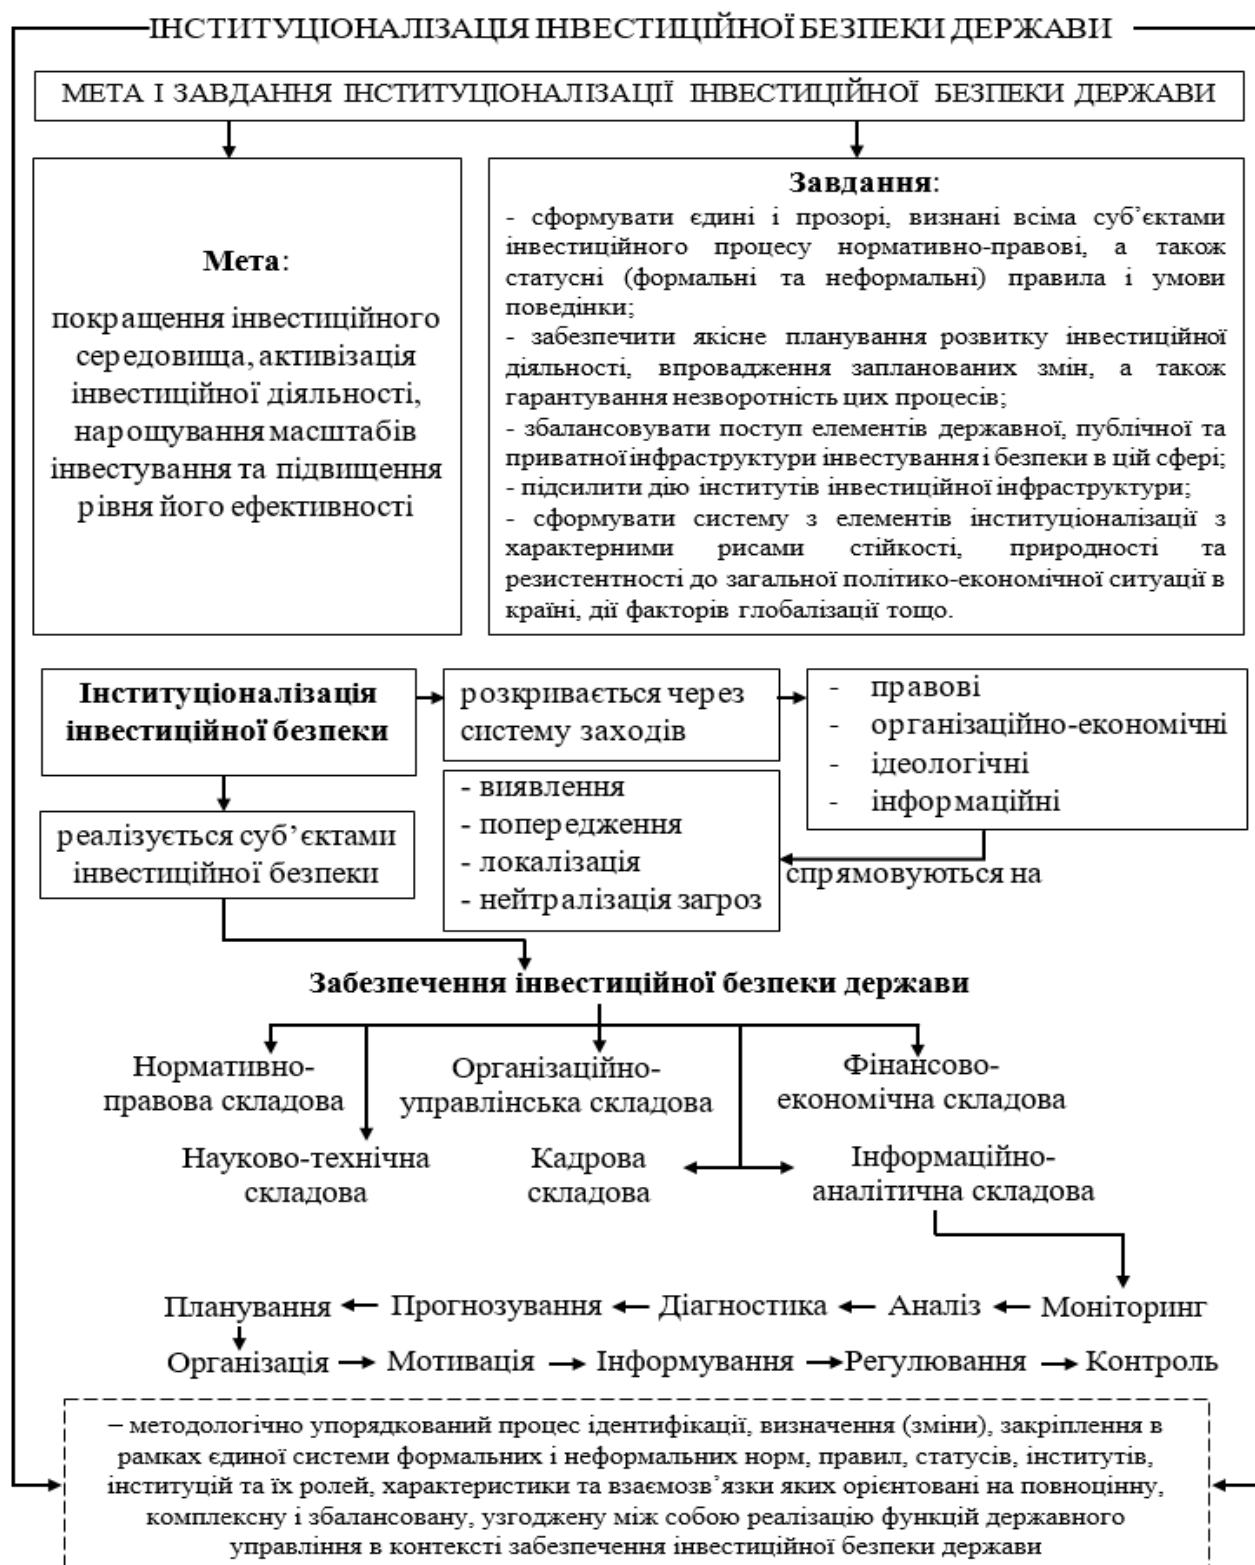 ІНСТИТУЦІОНАЛІЗАЦІЯ ІНВЕСТИЦІЙНОЇ БЕЗПЕКИ ДЕРЖАВИ
МЕТА І ЗАВДАННЯ ІНСТИТУЦІОНАЛІЗАЦІЇ ІНВЕСТИЦІЙНОЇ БЕЗПЕКИ ДЕРЖАВИ
Мета:
покращення інвестиційного
середовища, активізація
інвестиційної діяльності,
нарощування масштабів
інвестування та підвищення
рівня його ефективності
Завдання:
- сформувати єдині і прозорі, визнані всіма суб’єктами
інвестиційного процесу нормативно-правові, а також
статусні (формальні та неформальні) правила і умови
поведінки;
- забезпечити якісне планування розвитку інвестиційної
діяльності, впровадження запланованих змін, а також
гарантування незворотність цих процесів;
- збалансовувати поступ елементів державної, публічної та
приватної інфраструктури інвестування і безпеки в цій сфері;
- підсилити дію інститутів інвестиційної інфраструктури;
- сформувати систему з елементів інституціоналізації з
характерними рисами стійкості, природності та
резистентності до загальної політико-економічної ситуації в
країні, дії факторів глобалізації тощо.
Інституціоналізація
інвестиційної безпеки
розкривається через
систему заходів
- правові
- організаційно-економічні
- ідеологічні
- інформаційні
спрямовуються на
- виявлення
- попередження
- локалізація
- нейтралізація загроз
реалізується суб’єктами
інвестиційної безпеки
Забезпечення інвестиційної безпеки держави
Нормативно-
правова складова
Організаційно-
управлінська складова
Фінансово-
економічна складова
Науково-технічна
складова
Кадрова
складова
Інформаційно-
аналітична складова
Планування Прогнозування Діагностика Аналіз Моніторинг
Організація Мотивація Інформування Регулювання Контроль
– методологічно упорядкований процес ідентифікації, визначення (зміни), закріплення в
рамках єдиної системи формальних і неформальних норм, правил, статусів, інститутів,
інституцій та їх ролей, характеристики та взаємозв’язки яких орієнтовані на повноцінну,
комплексну і збалансовану, узгоджену між собою реалізацію функцій державного
управління в контексті забезпечення інвестиційної безпеки держави